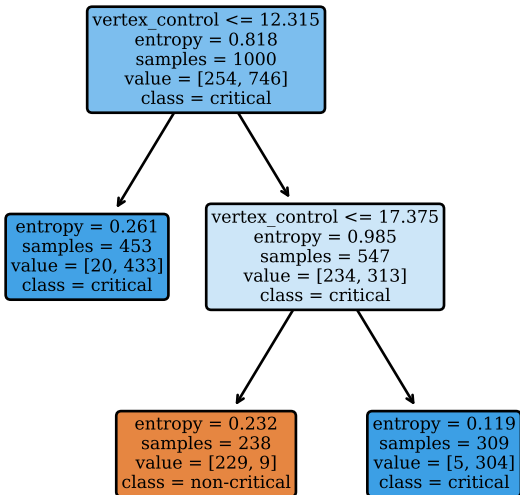 vertex_control <= 12.315
entropy = 0.818
samples = 1000
value = [254, 746]
class = critical
entropy = 0.261
samples = 453
value = [20, 433]
class = critical
vertex_control <= 17.375
entropy = 0.985
samples = 547
value = [234, 313]
class = critical
entropy = 0.232
samples = 238
value = [229, 9]
class = non-critical
entropy = 0.119
samples = 309
value = [5, 304]
class = critical